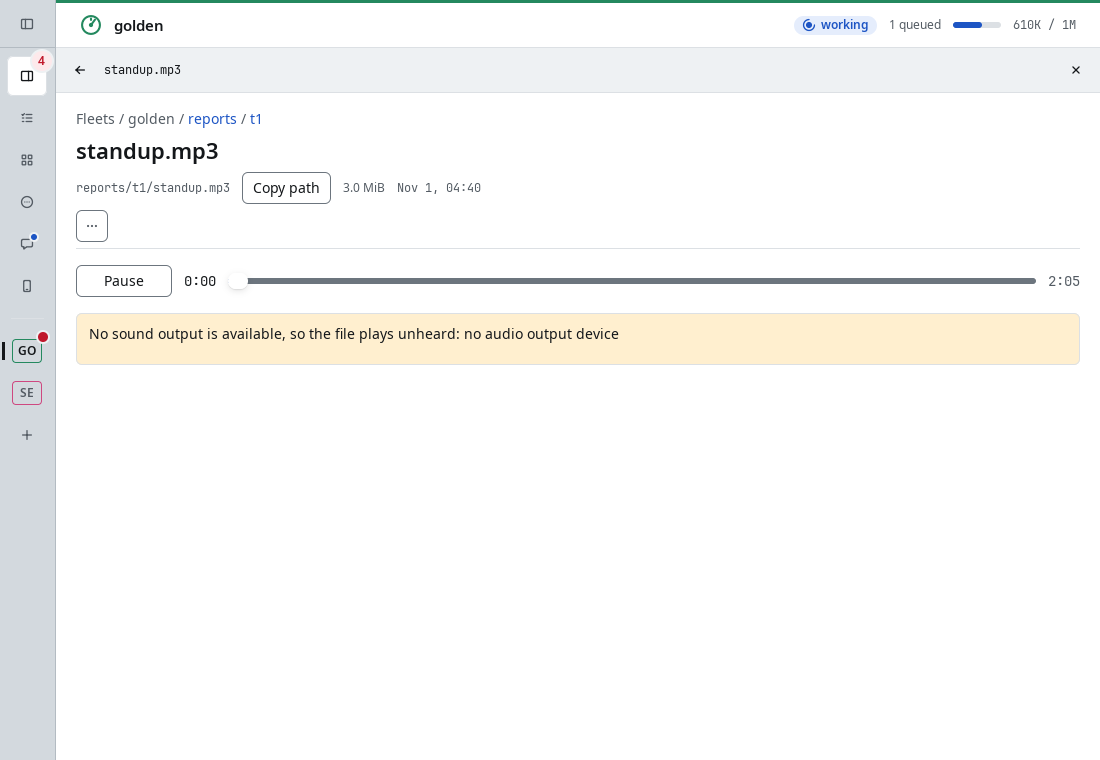 golden
working
1 queued
610K / 1M
4
standup.mp3
Fleets / golden / reports / t1
standup.mp3
reports/t1/standup.mp3
Copy path
3.0 MiB
Nov 1, 04:40
...
Pause
0:00
2:05
No sound output is available, so the file plays unheard: no audio output device
GO
SE